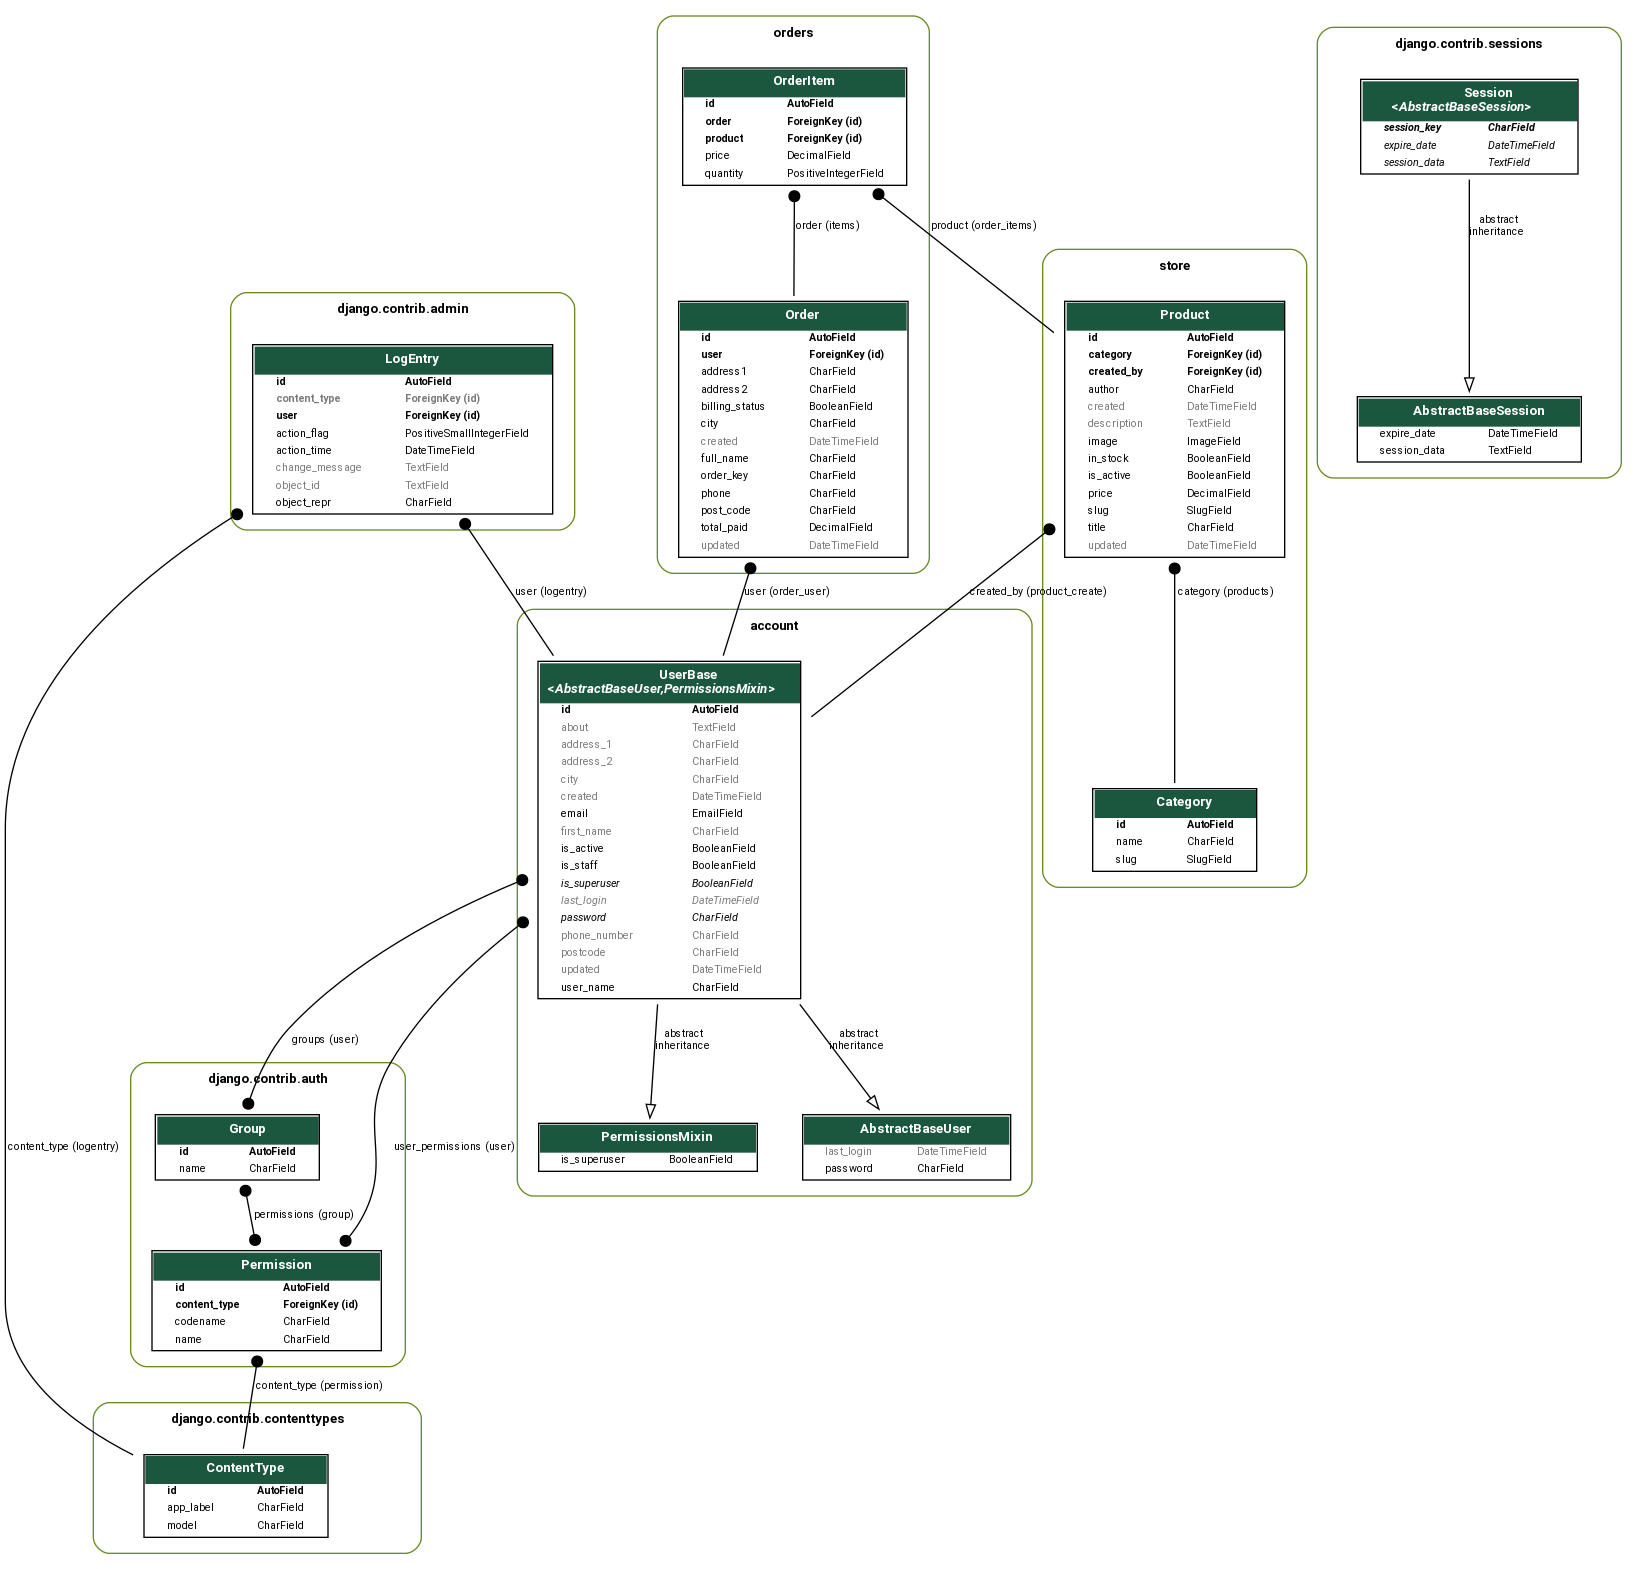 orders
OrderItem
id AutoField
order ForeignKey (id)
product ForeignKey (id)
price DecimalField
quantity PositiveIntegerField
order (items)
product (order_items)
Order
id AutoField
user ForeignKey (id)
address1 CharField
address2 CharField
billing_status BooleanField
city CharField
created DateTimeField
full_name CharField
order_key CharField
phone CharField
post_code CharField
total_paid DecimalField
updated DateTimeField
django.contrib.sessions
Session
<AbstractBaseSession>
session_key CharField
expire_date DateTimeField
session_data TextField
abstract
inheritance
AbstractBaseSession
expire_date DateTimeField
session_data TextField
store
Product
id AutoField
category ForeignKey (id)
created_by ForeignKey (id)
author CharField
created DateTimeField
description TextField
image ImageField
in_stock BooleanField
is_active BooleanField
price DecimalField
slug SlugField
title CharField
updated DateTimeField
category (products)
Category
id AutoField
name CharField
slug SlugField
django.contrib.admin
LogEntry
id AutoField
content_type ForeignKey (id)
user ForeignKey (id)
action_flag PositiveSmallIntegerField
action_time DateTimeField
change_message TextField
object_id TextField
object_repr CharField
user (logentry)
user (order_user)
created_by (product_create)
account
UserBase
<AbstractBaseUser,PermissionsMixin>
id AutoField
about TextField
address_1 CharField
address_2 CharField
city CharField
created DateTimeField
email EmailField
first_name CharField
is_active BooleanField
is_staff BooleanField
is_superuser BooleanField
last_login DateTimeField
password CharField
phone_number CharField
postcode CharField
updated DateTimeField
user_name CharField
abstract
inheritance
abstract
inheritance
PermissionsMixin
is_superuser BooleanField
AbstractBaseUser
last_login DateTimeField
password CharField
groups (user)
content_type (logentry)
user_permissions (user)
django.contrib.auth
Group
id AutoField
name CharField
permissions (group)
Permission
id AutoField
content_type ForeignKey (id)
codename CharField
name CharField
content_type (permission)
django.contrib.contenttypes
ContentType
id AutoField
app_label CharField
model CharField